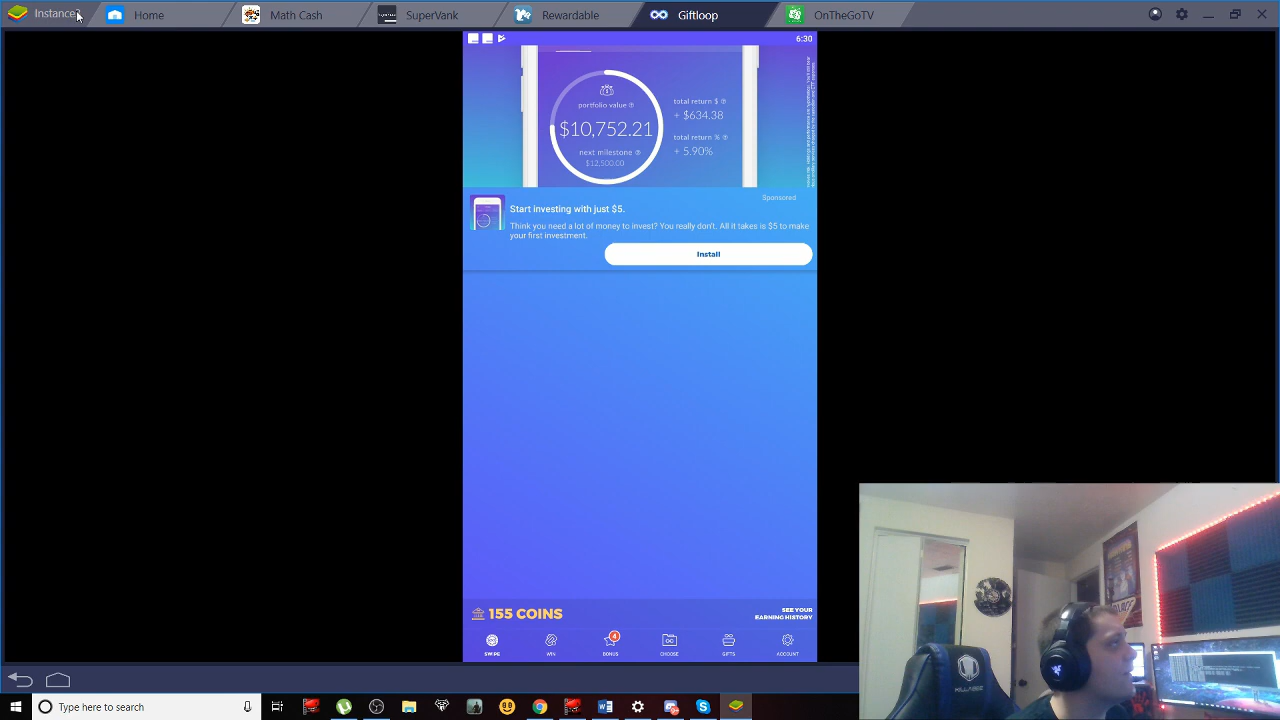 Instance2
Home
Math Cash
SuperVank
Rewardable
Giftloop
OnTheGoTV
6:30
portfolio value
$10,752.21
next milestone
$12,500.00
total return $
+ $634.38
total return %
+ 5.90%
Sponsored
Start investing with just $5.
Think you need a lot of money to invest? You really don't. All it takes is $5 to make
your first investment.
Install
155 COINS
SEE YOUR
EARNING HISTORY
4
SWIPE
WIN
BONUS
CHOOSE
GIFTS
ACCOUNT
Type here to search